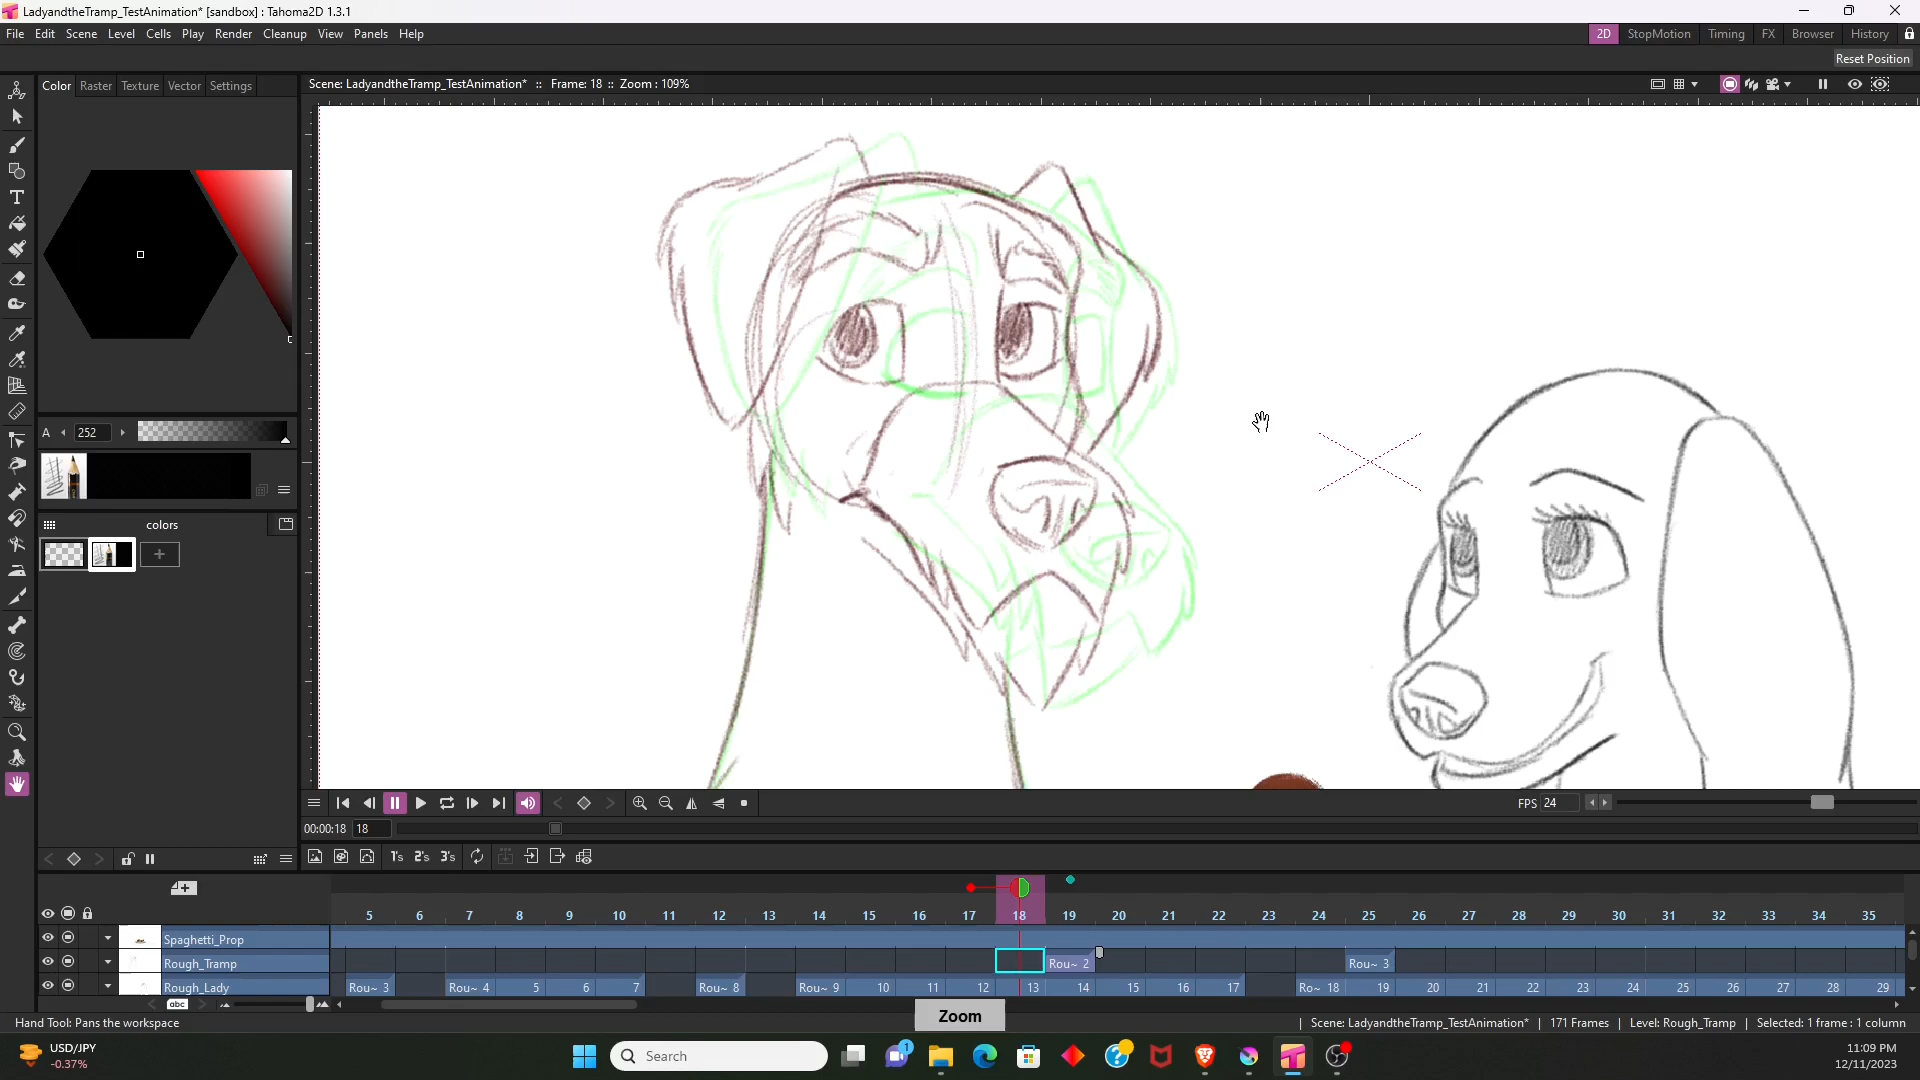 LadyandtheTramp_TestAnimation* [sandbox] : Tahoma2D 1.3.1
File Edit Scene Level Cells Play Render Cleanup View Panels Help
2D StopMotion Timing FX Browser History
Reset Position
Color Raster Texture Vector Settings
Scene: LadyandtheTramp_TestAnimation* :: Frame: 18 :: Zoom : 109%
A 252
colors
FPS 24
00:00:18 18
1's 2's 3's
5 6 7 8 9 10 11 12 13 14 15 16 17 18 19 20 21 22 23 24 25 26 27 28 29 30 31 32 33 34 35
Spaghetti_Prop
Rough_Tramp Rou~ 2 Rou~ 3
Rough_Lady Rou~ 3 Rou~ 4 5 6 7 Rou~ 8 Rou~ 9 10 11 12 13 14 15 16 17 Ro~ 18 19 20 21 22 23 24 25 26 27 28 29
abc
Zoom
Hand Tool: Pans the workspace
| Scene: LadyandtheTramp_TestAnimation* | 171 Frames | Level: Rough_Tramp | Selected: 1 frame : 1 column
USD/JPY
-0.37%
Search
1
11:09 PM
12/11/2023